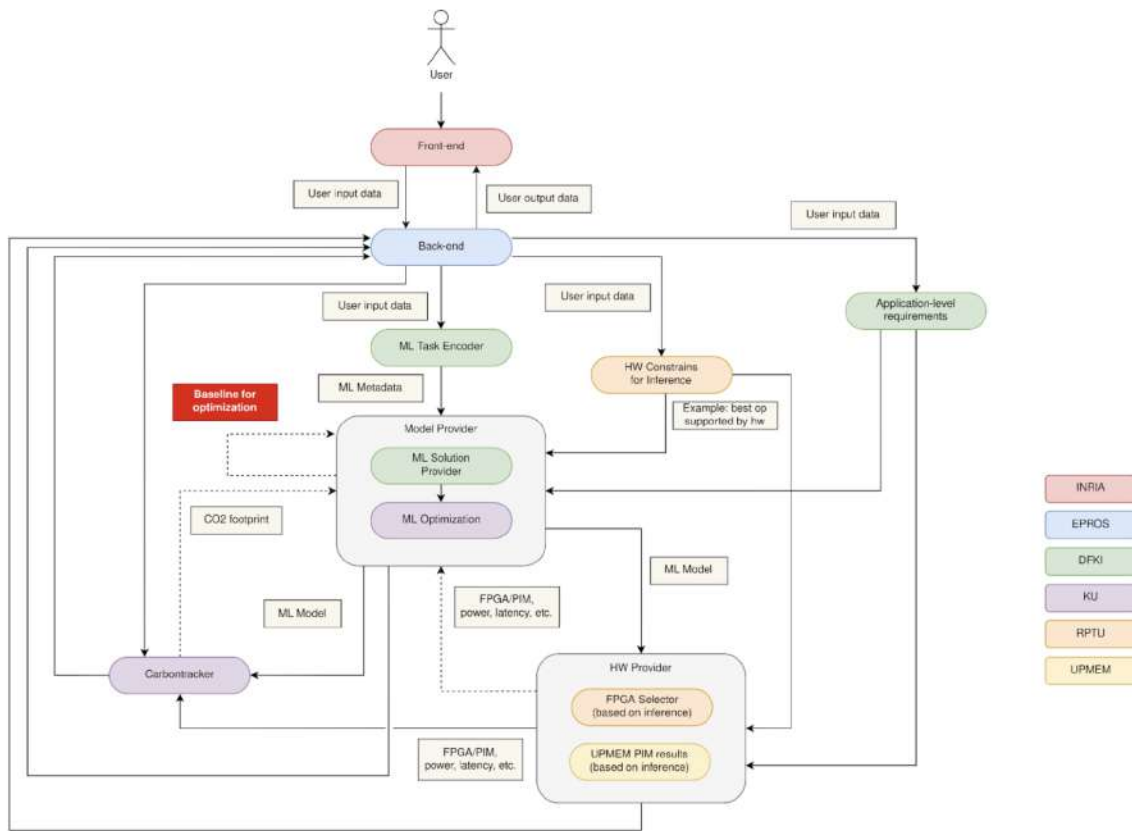 User
Front-end
User input data
User output data
User input data
Back-end
User input data
User input data
Application-level
requirements
ML Task Encoder
HW Constrains
for Inference
Baseline for
optimization
ML Metadata
Example: best op
supported by hw
Model Provider
ML Solution
Provider
ML Optimization
CO2 footprint
INRIA
EPROS
DFKI
KU
RPTU
UPMEM
ML Model
FPGA/PIM,
power, latency, etc.
ML Model
Carbontracker
HW Provider
FPGA Selector
(based on inference)
FPGA/PIM,
power, latency, etc.
UPMEM PIM results
(based on inference)